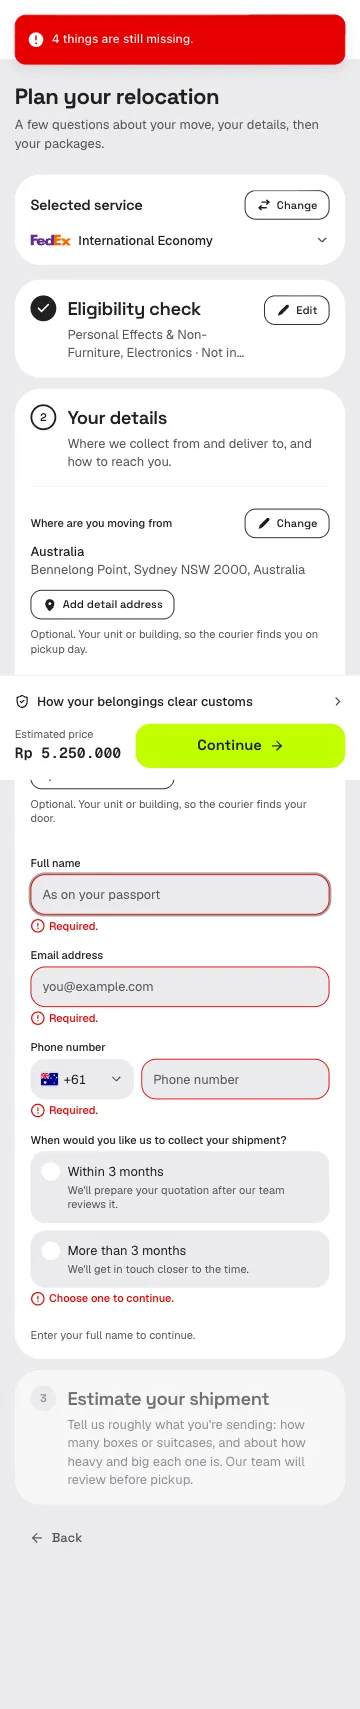 4 things are still missing.
Plan your relocation
A few questions about your move, your details, then
your packages.
Selected service
Change
FedEx International Economy
Eligibility check
Edit
Personal Effects & Non-
Furniture, Electronics · Not in...
2
Your details
Where we collect from and deliver to, and
how to reach you.
Where are you moving from
Change
Australia
Bennelong Point, Sydney NSW 2000, Australia
Add detail address
Optional. Your unit or building, so the courier finds you on
pickup day.
How your belongings clear customs
Estimated price
Rp 5.250.000
Continue
Optional. Your unit or building, so the courier finds your
door.
Full name
As on your passport
Required.
Email address
you@example.com
Required.
Phone number
+61
Phone number
Required.
When would you like us to collect your shipment?
Within 3 months
We'll prepare your quotation after our team
reviews it.
More than 3 months
We'll get in touch closer to the time.
Choose one to continue.
Enter your full name to continue.
3
Estimate your shipment
Tell us roughly what you're sending: how
many boxes or suitcases, and about how
heavy and big each one is. Our team will
review before pickup.
Back